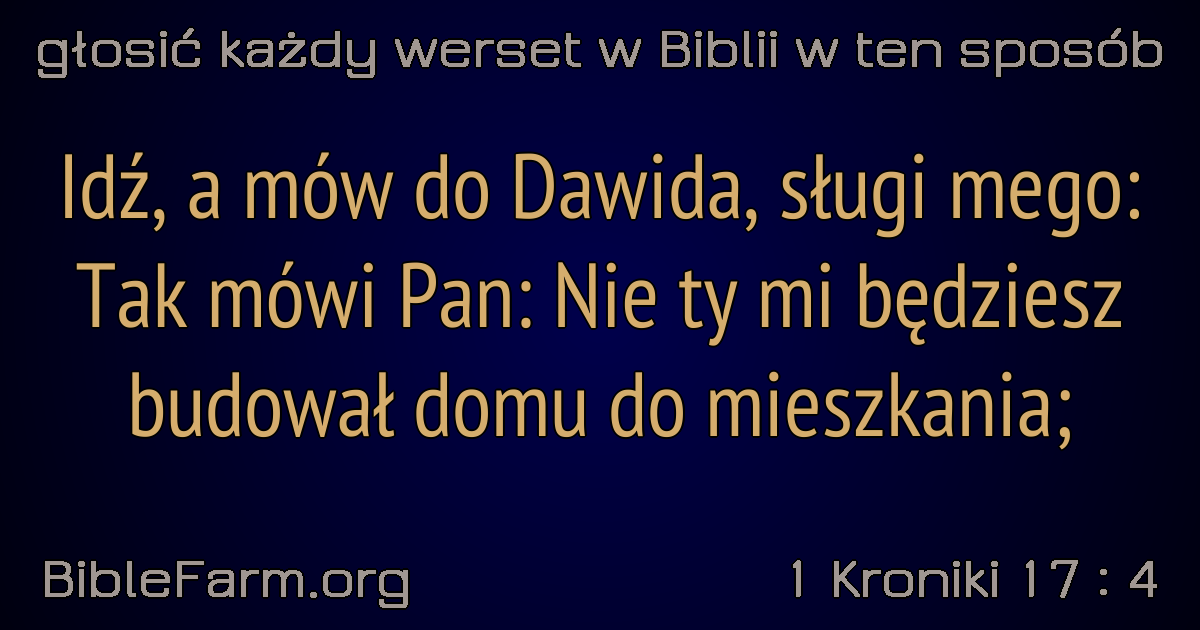 głosić każdy werset w Biblii w ten sposób
Idź, a mów do Dawida, sługi mego:
Tak mówi Pan: Nie ty mi będziesz
budował domu do mieszkania;
BibleFarm.org
1 Kroniki 17 : 4